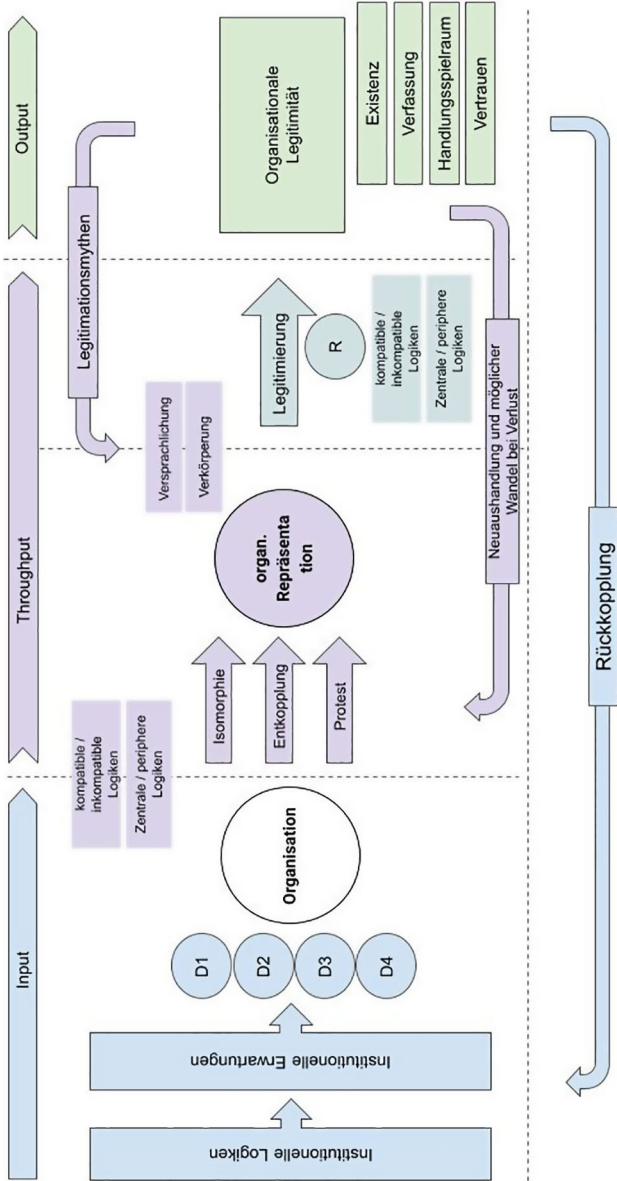 Input
Throughput
Output
Institutionelle Logiken
Institutionelle Erwartungen
D1
D2
D3
D4
Organisation
kompatible /
inkompatible
Logiken
Zentrale / periphere
Logiken
Isomorphie
Entkopplung
Protest
organ.
Repräsenta
tion
Versprachlichung
Verkörperung
Legitimationsmythen
Legitimierung
R
kompatible /
inkompatible
Logiken
Zentrale / periphere
Logiken
Organisationale
Legitimität
Existenz
Verfassung
Handlungsspielraum
Vertrauen
Neuaushandlung und möglicher
Wandel bei Verlust
Rückkopplung